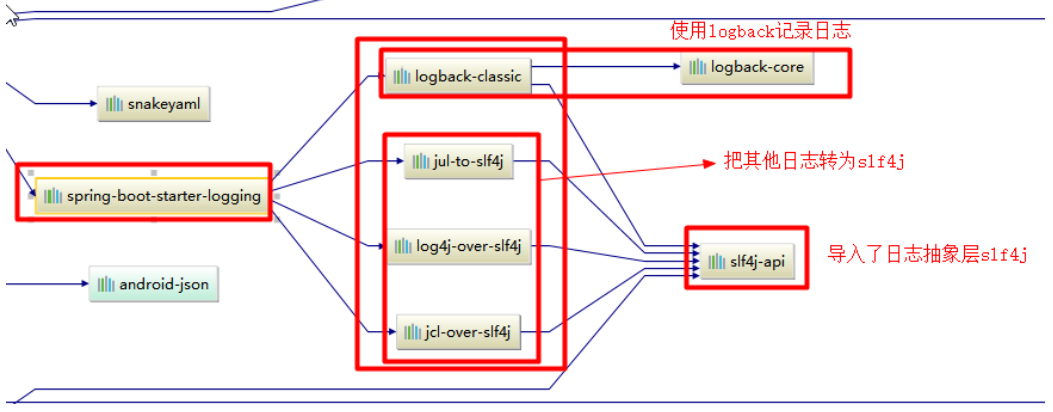 使用logback记录日志
logback-classic
logback-core
snakeyaml
jul-to-slf4j
把其他日志转为slf4j
spring-boot-starter-logging
log4j-over-slf4j
slf4j-api
导入了日志抽象层slf4j
android-json
jcl-over-slf4j